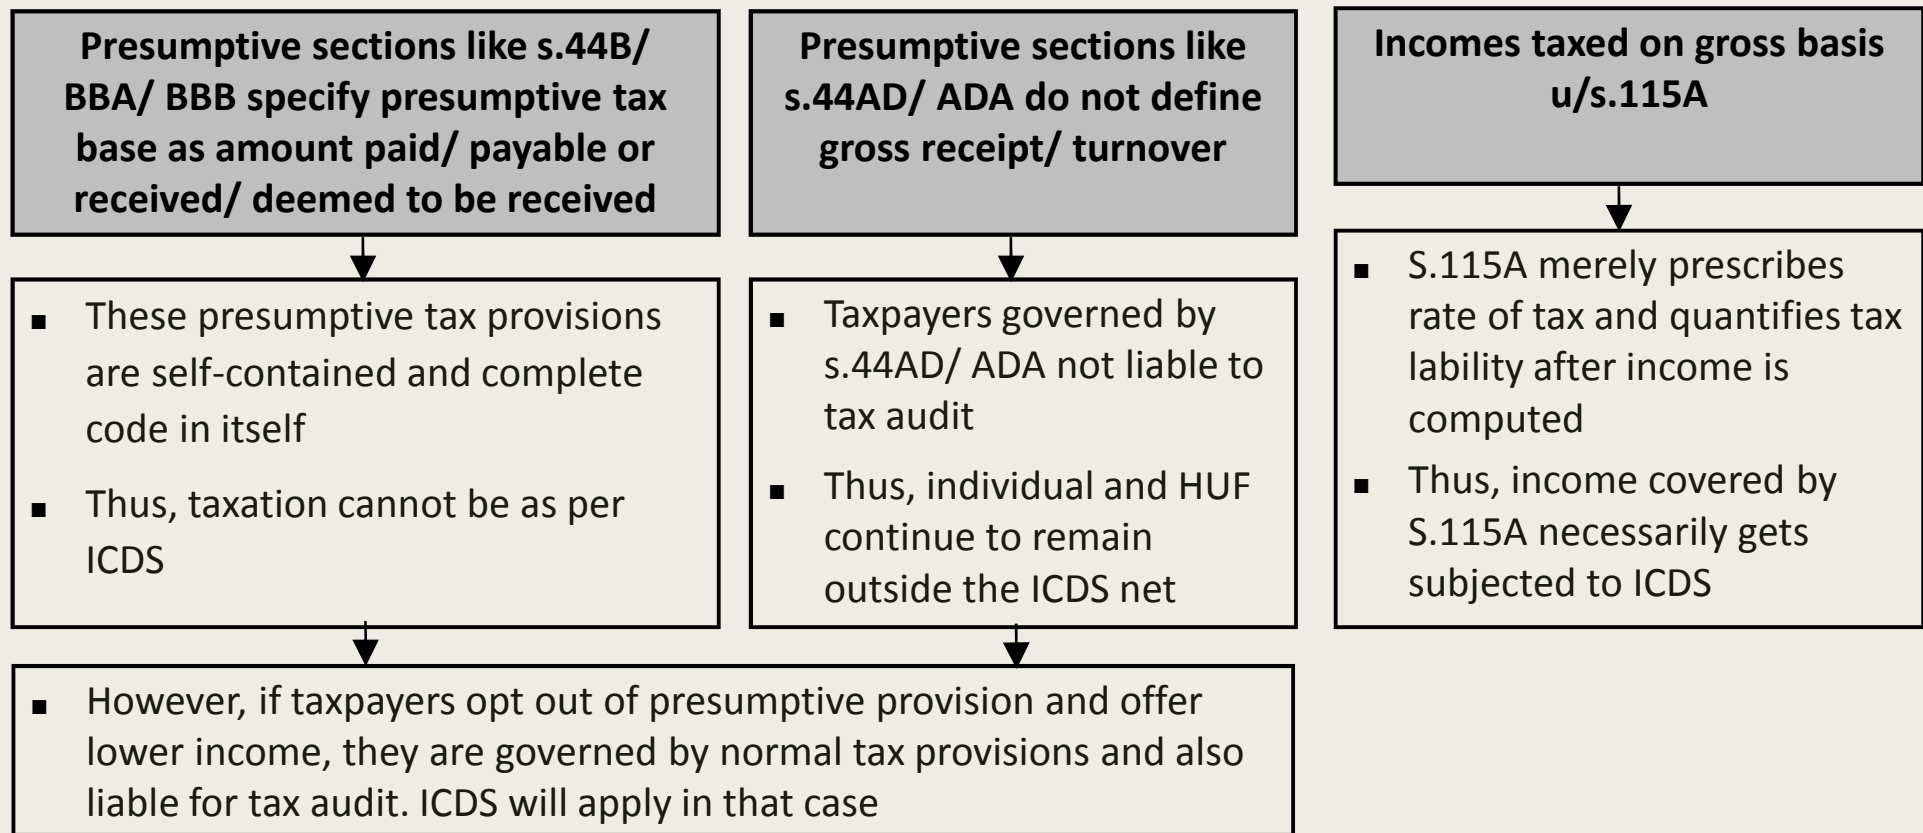 Presumptive sections like s.44B/
BBA/ BBB specify presumptive tax
base as amount paid/ payable or
received/ deemed to be received
Presumptive sections like
s.44AD/ ADA do not define
gross receipt/ turnover
Incomes taxed on gross basis
u/s.115A
▪ These presumptive tax provisions
are self-contained and complete
code in itself
▪ Thus, taxation cannot be as per
ICDS
▪ Taxpayers governed by
s.44AD/ ADA not liable to
tax audit
▪ Thus, individual and HUF
continue to remain
outside the ICDS net
▪ S.115A merely prescribes
rate of tax and quantifies tax
lability after income is
computed
▪ Thus, income covered by
S.115A necessarily gets
subjected to ICDS
▪ However, if taxpayers opt out of presumptive provision and offer
lower income, they are governed by normal tax provisions and also
liable for tax audit. ICDS will apply in that case